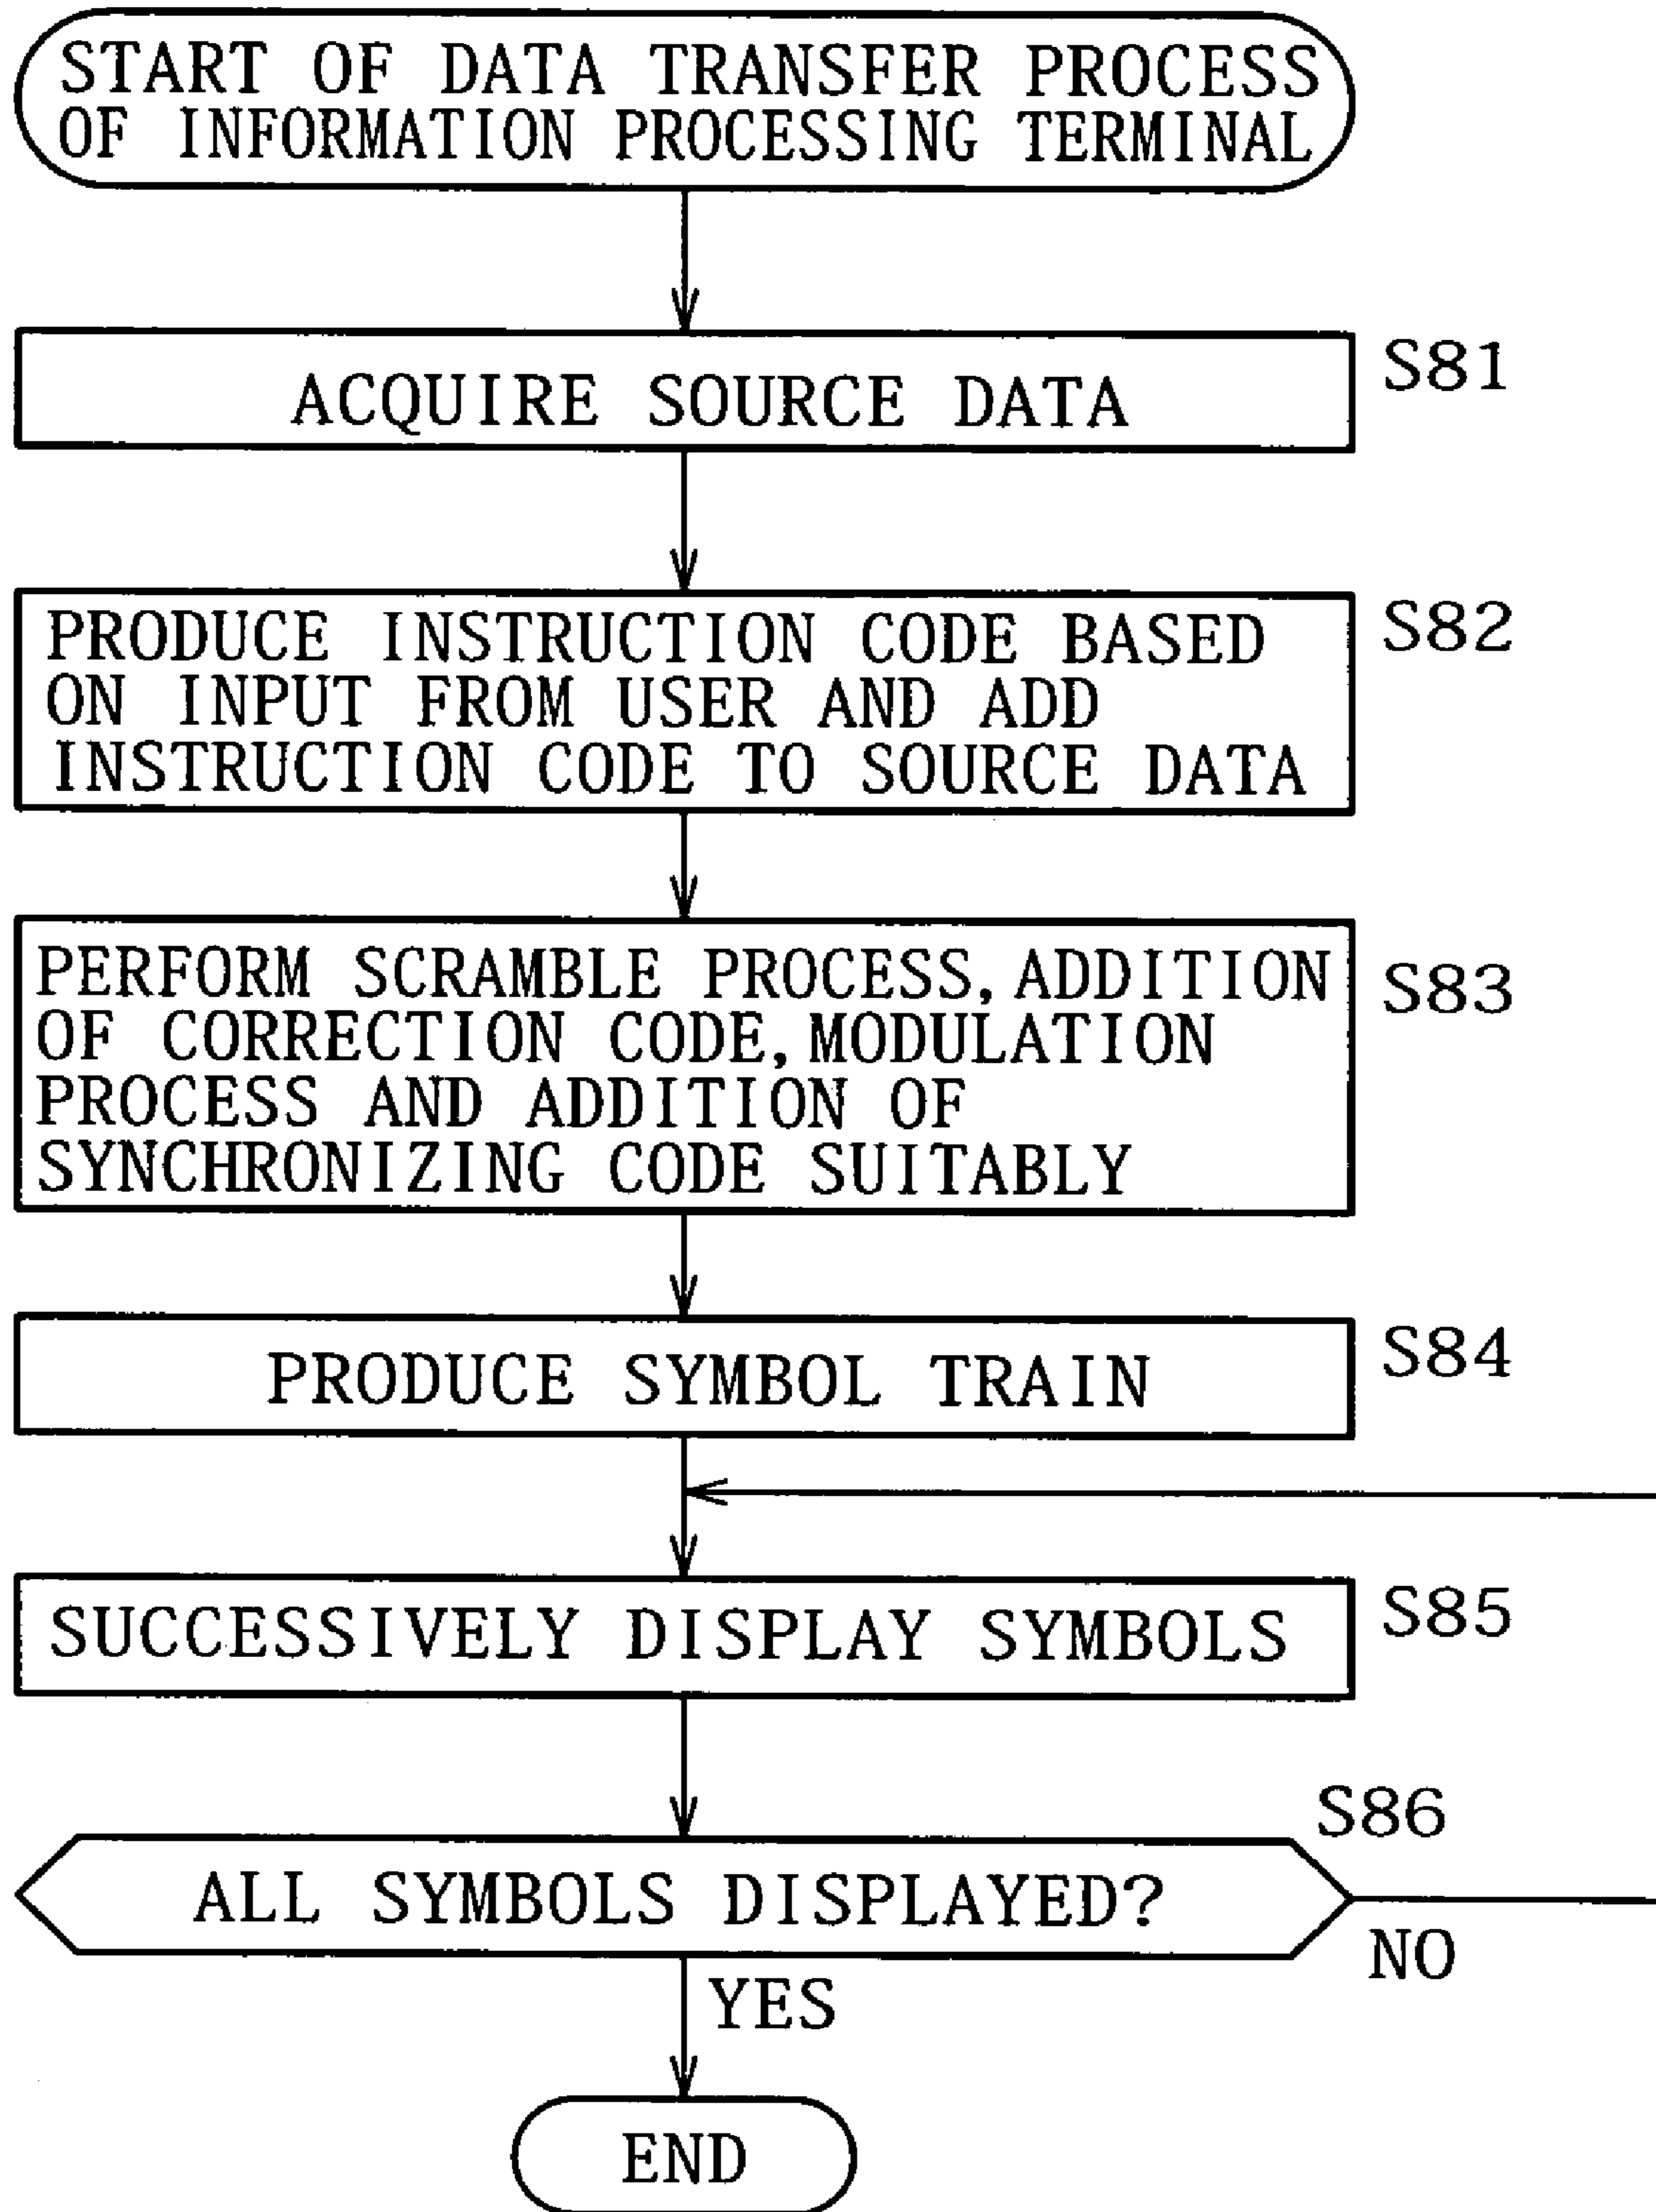 START OF DATA TRANSFER PROCESS
OF INFORMATION PROCESSING TERMINAL
ACQUIRE SOURCE DATA
S81
PRODUCE INSTRUCTION CODE BASED
ON INPUT FROM USER AND ADD
INSTRUCTION CODE TO SOURCE DATA
S82
PERFORM SCRAMBLE PROCESS, ADDITION
OF CORRECTION CODE, MODULATION
PROCESS AND ADDITION OF
SYNCHRONIZING CODE SUITABLY
S83
PRODUCE SYMBOL TRAIN
S84
SUCCESSIVELY DISPLAY SYMBOLS
S85
S86
ALL SYMBOLS DISPLAYED?
NO
YES
END